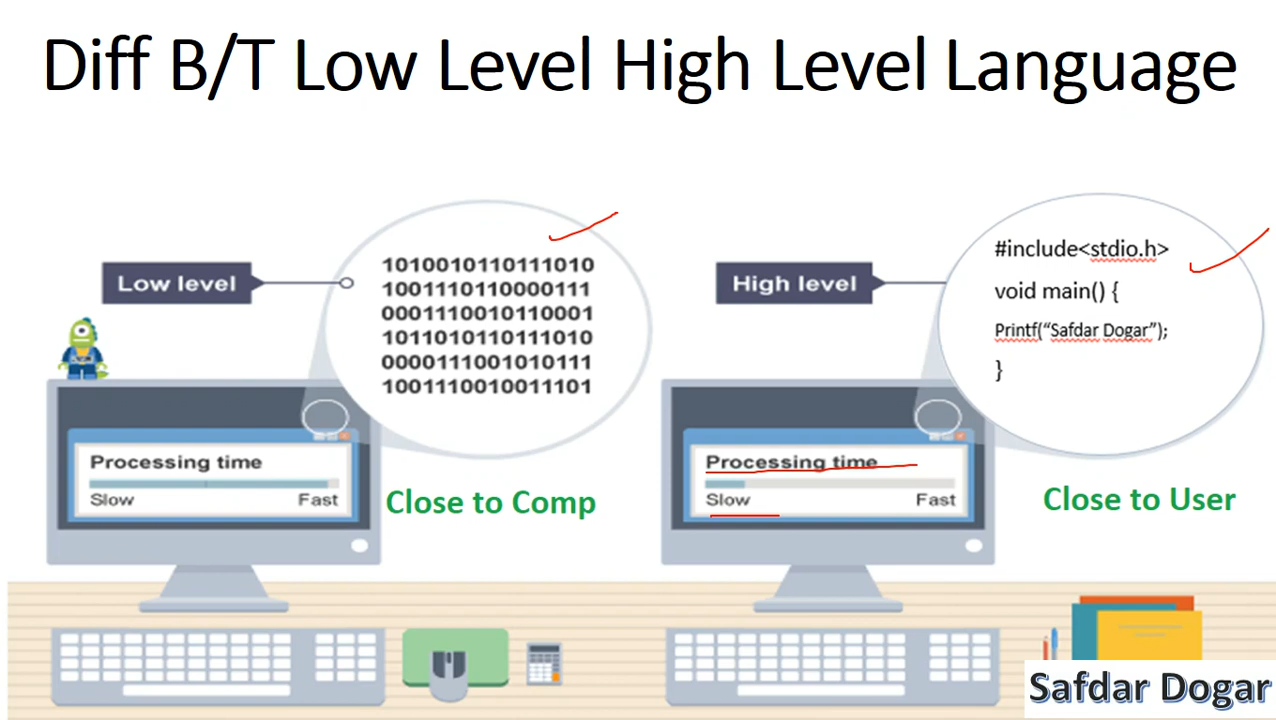 Diff B/T Low Level High Level Language
Low level
1010010110111010
1001110110000111
0001110010110001
1011010110111010
0000111001010111
1001110010011101
Processing time
Slow Fast
Close to Comp
High level
#include<stdio.h>
void main() {
Printf(“Safdar Dogar”);
}
Processing time
Slow Fast
Close to User
Safdar Dogar